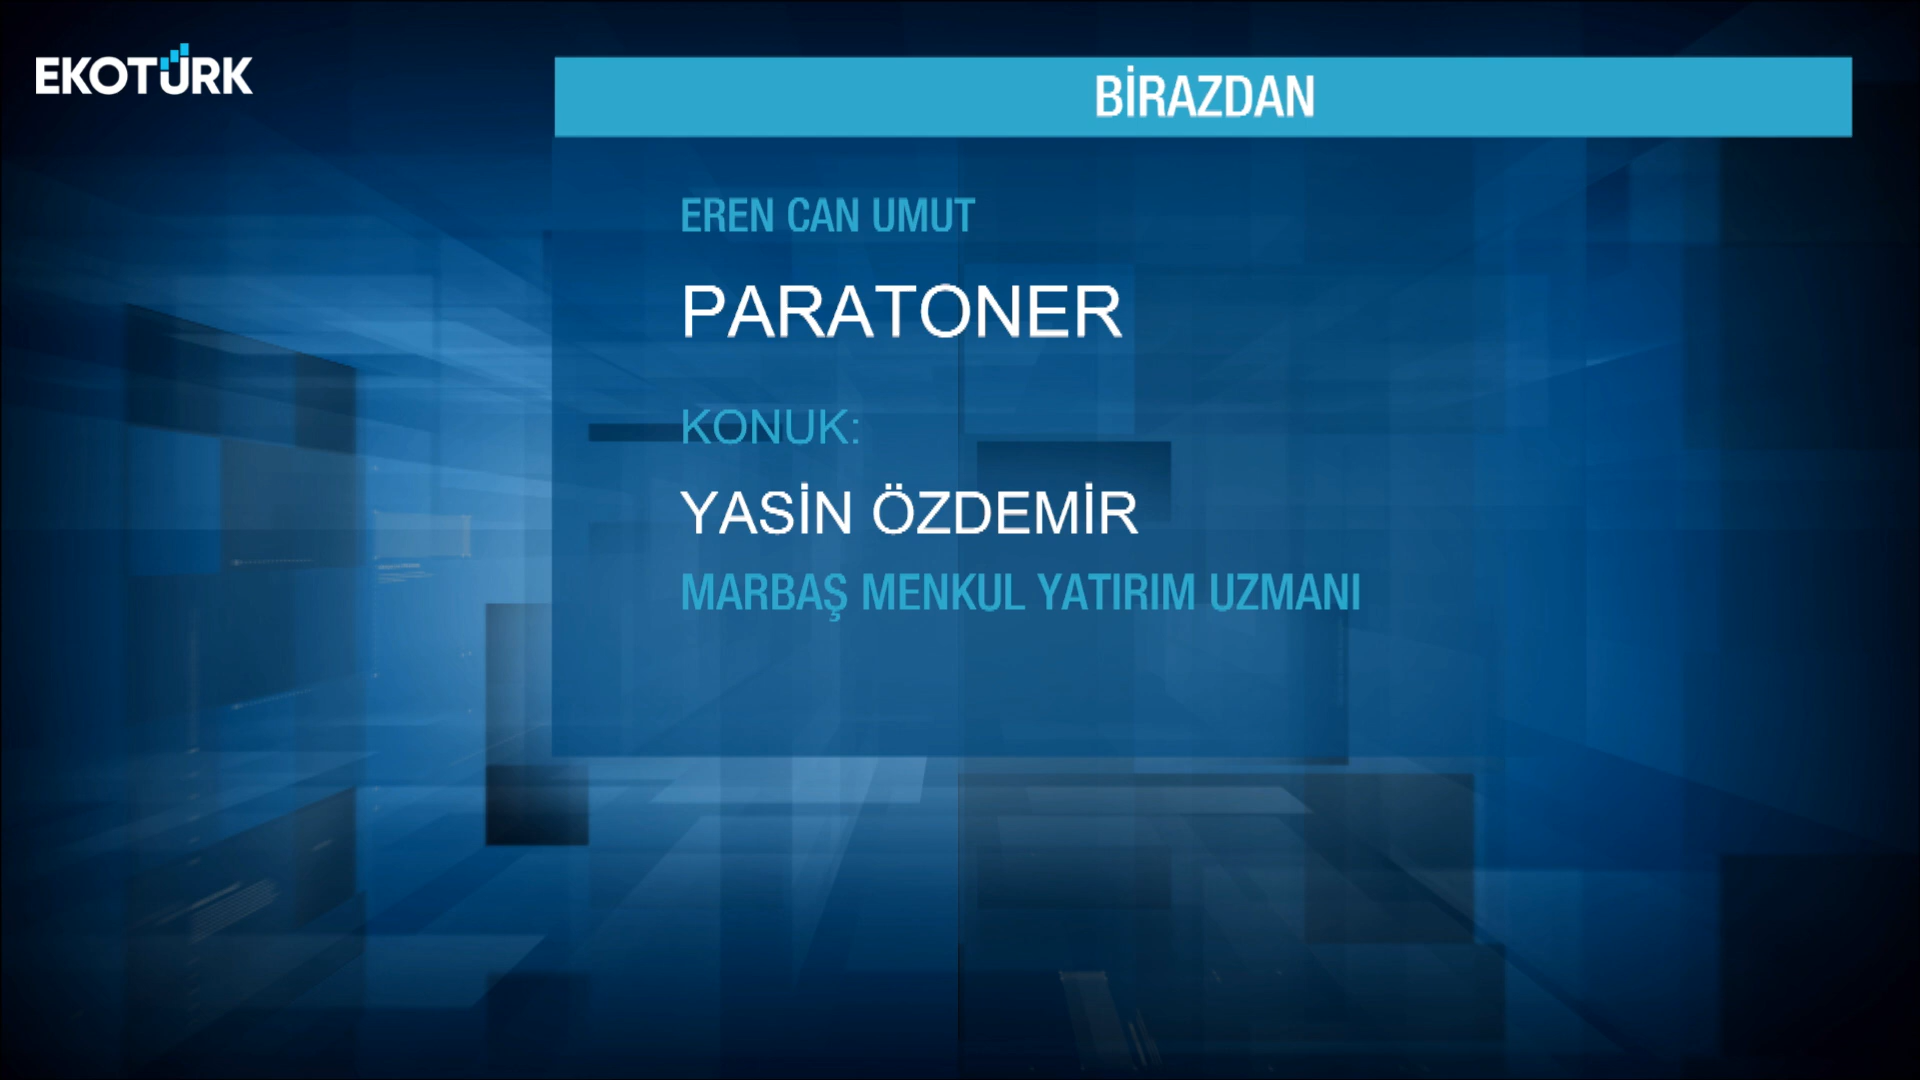 EKOTÜRK
BİRAZDAN
EREN CAN UMUT
PARATONER
KONUK:
YASİN ÖZDEMİR
MARBAŞ MENKUL YATIRIM UZMANI